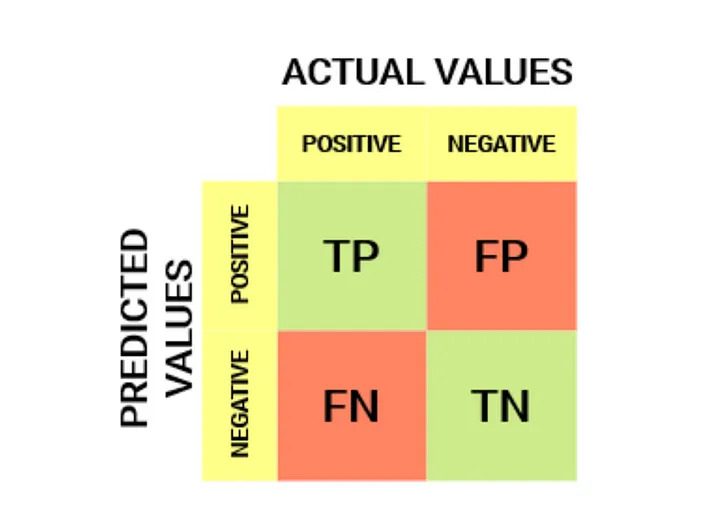 ACTUAL VALUES
POSITIVE NEGATIVE
PREDICTED
VALUES
POSITIVE
TP FP
NEGATIVE
FN TN